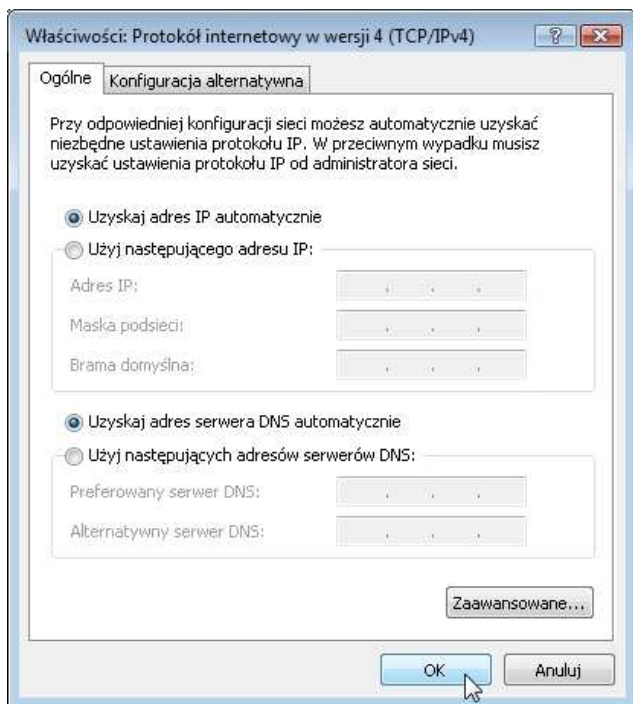 Właściwości: Protokół internetowy w wersji 4 (TCP/IPv4)
Ogólne
Konfiguracja alternatywna
Przy odpowiedniej konfiguracji sieci możesz automatycznie uzyskać
niezbędne ustawienia protokołu IP. W przeciwnym wypadku musisz
uzyskać ustawienia protokołu IP od administratora sieci.
Uzyskaj adres IP automatycznie
Użyj następującego adresu IP:
Adres IP:
Maska podsieci:
Brama domyślna:
Uzyskaj adres serwera DNS automatycznie
Użyj następujących adresów serwerów DNS:
Preferowany serwer DNS:
Alternatywny serwer DNS:
Zaawansowane...
OK
Anuluj